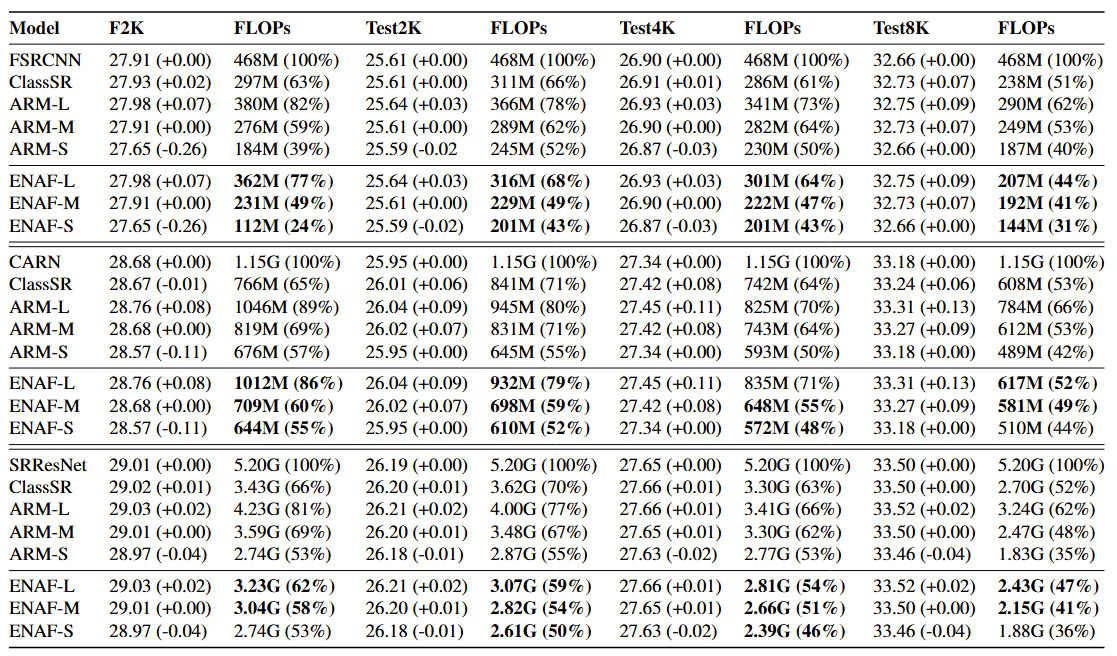 Model F2K FLOPs Test2K FLOPs Test4K FLOPs Test8K FLOPs
FSRCNN 27.91 (+0.00) 468M (100%) 25.61 (+0.00) 468M (100%) 26.90 (+0.00) 468M (100%) 32.66 (+0.00) 468M (100%)
ClassSR 27.93 (+0.02) 297M (63%) 25.61 (+0.00) 311M (66%) 26.91 (+0.01) 286M (61%) 32.73 (+0.07) 238M (51%)
ARM-L 27.98 (+0.07) 380M (82%) 25.64 (+0.03) 366M (78%) 26.93 (+0.03) 341M (73%) 32.75 (+0.09) 290M (62%)
ARM-M 27.91 (+0.00) 276M (59%) 25.61 (+0.00) 289M (62%) 26.90 (+0.00) 282M (64%) 32.73 (+0.07) 249M (53%)
ARM-S 27.65 (-0.26) 184M (39%) 25.59 (-0.02 245M (52%) 26.87 (-0.03) 230M (50%) 32.66 (+0.00) 187M (40%)
ENAF-L 27.98 (+0.07) 362M (77%) 25.64 (+0.03) 316M (68%) 26.93 (+0.03) 301M (64%) 32.75 (+0.09) 207M (44%)
ENAF-M 27.91 (+0.00) 231M (49%) 25.61 (+0.00) 229M (49%) 26.90 (+0.00) 222M (47%) 32.73 (+0.07) 192M (41%)
ENAF-S 27.65 (-0.26) 112M (24%) 25.59 (-0.02) 201M (43%) 26.87 (-0.03) 201M (43%) 32.66 (+0.00) 144M (31%)
CARN 28.68 (+0.00) 1.15G (100%) 25.95 (+0.00) 1.15G (100%) 27.34 (+0.00) 1.15G (100%) 33.18 (+0.00) 1.15G (100%)
ClassSR 28.67 (-0.01) 766M (65%) 26.01 (+0.06) 841M (71%) 27.42 (+0.08) 742M (64%) 33.24 (+0.06) 608M (53%)
ARM-L 28.76 (+0.08) 1046M (89%) 26.04 (+0.09) 945M (80%) 27.45 (+0.11) 825M (70%) 33.31 (+0.13) 784M (66%)
ARM-M 28.68 (+0.00) 819M (69%) 26.02 (+0.07) 831M (71%) 27.42 (+0.08) 743M (64%) 33.27 (+0.09) 612M (53%)
ARM-S 28.57 (-0.11) 676M (57%) 25.95 (+0.00) 645M (55%) 27.34 (+0.00) 593M (50%) 33.18 (+0.00) 489M (42%)
ENAF-L 28.76 (+0.08) 1012M (86%) 26.04 (+0.09) 932M (79%) 27.45 (+0.11) 835M (71%) 33.31 (+0.13) 617M (52%)
ENAF-M 28.68 (+0.00) 709M (60%) 26.02 (+0.07) 698M (59%) 27.42 (+0.08) 648M (55%) 33.27 (+0.09) 581M (49%)
ENAF-S 28.57 (-0.11) 644M (55%) 25.95 (+0.00) 610M (52%) 27.34 (+0.00) 572M (48%) 33.18 (+0.00) 510M (44%)
SRResNet 29.01 (+0.00) 5.20G (100%) 26.19 (+0.00) 5.20G (100%) 27.65 (+0.00) 5.20G (100%) 33.50 (+0.00) 5.20G (100%)
ClassSR 29.02 (+0.01) 3.43G (66%) 26.20 (+0.01) 3.62G (70%) 27.66 (+0.01) 3.30G (63%) 33.50 (+0.00) 2.70G (52%)
ARM-L 29.03 (+0.02) 4.23G (81%) 26.21 (+0.02) 4.00G (77%) 27.66 (+0.01) 3.41G (66%) 33.52 (+0.02) 3.24G (62%)
ARM-M 29.01 (+0.00) 3.59G (69%) 26.20 (+0.01) 3.48G (67%) 27.65 (+0.01) 3.30G (62%) 33.50 (+0.00) 2.47G (48%)
ARM-S 28.97 (-0.04) 2.74G (53%) 26.18 (-0.01) 2.87G (55%) 27.63 (-0.02) 2.77G (53%) 33.46 (-0.04) 1.83G (35%)
ENAF-L 29.03 (+0.02) 3.23G (62%) 26.21 (+0.02) 3.07G (59%) 27.66 (+0.01) 2.81G (54%) 33.52 (+0.02) 2.43G (47%)
ENAF-M 29.01 (+0.00) 3.04G (58%) 26.20 (+0.01) 2.82G (54%) 27.65 (+0.01) 2.66G (51%) 33.50 (+0.00) 2.15G (41%)
ENAF-S 28.97 (-0.04) 2.74G (53%) 26.18 (-0.01) 2.61G (50%) 27.63 (-0.02) 2.39G (46%) 33.46 (-0.04) 1.88G (36%)